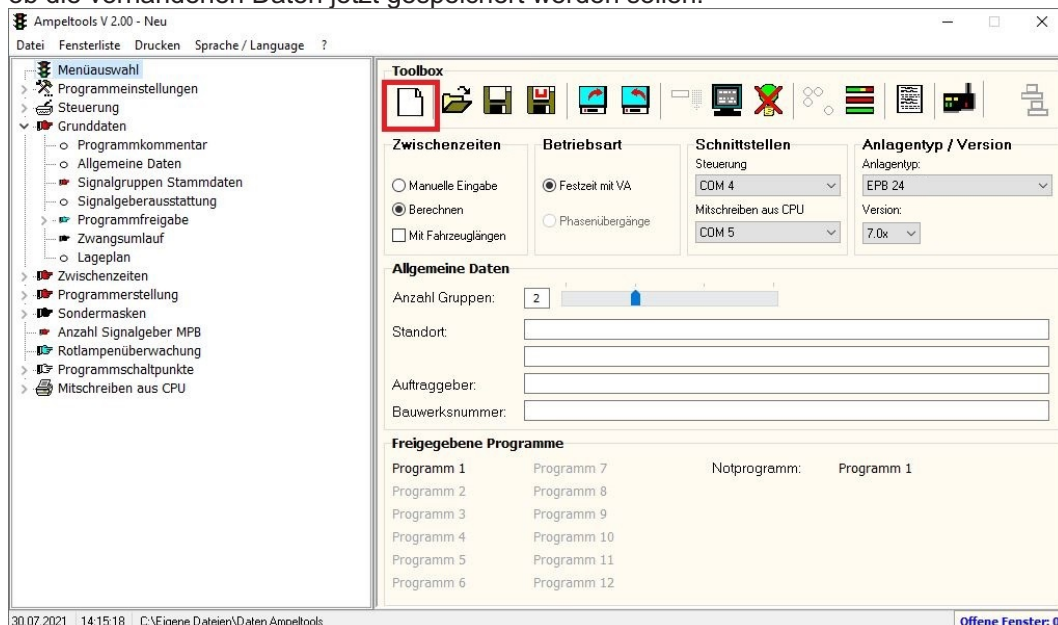 ob die vorhandenen Daten jetzt gespeichert werden sollen.
Ampeltools V 2.00 - Neu
Datei Fensterliste Drucken Sprache / Language ?
Menüauswahl
Programmeinstellungen
Steuerung
Grunddaten
Programmkommentar
Allgemeine Daten
Signalgruppen Stammdaten
Signalgeberausstattung
Programmfreigabe
Zwangsumlauf
Lageplan
Zwischenzeiten
Programmerstellung
Sondermasken
Anzahl Signalgeber MPB
Rotlampenüberwachung
Programmschaltpunkte
Mitschreiben aus CPU
Toolbox
Zwischenzeiten
Manuelle Eingabe
Berechnen
Mit Fahrzeuglängen
Betriebsart
Festzeit mit VA
Phasenübergänge
Schnittstellen
Steuerung
COM 4
Mitschreiben aus CPU
COM 5
Anlagentyp / Version
Anlagentyp:
EPB 24
Version:
7.0x
Allgemeine Daten
Anzahl Gruppen: 2
Standort:
Auftraggeber:
Bauwerksnummer:
Freigegebene Programme
Programm 1 Programm 7 Notprogramm: Programm 1
Programm 2 Programm 8
Programm 3 Programm 9
Programm 4 Programm 10
Programm 5 Programm 11
Programm 6 Programm 12
30.07.2021 14:15:18 C:\Eigene Dateien\Daten Ampeltools Offene Fenster: 0